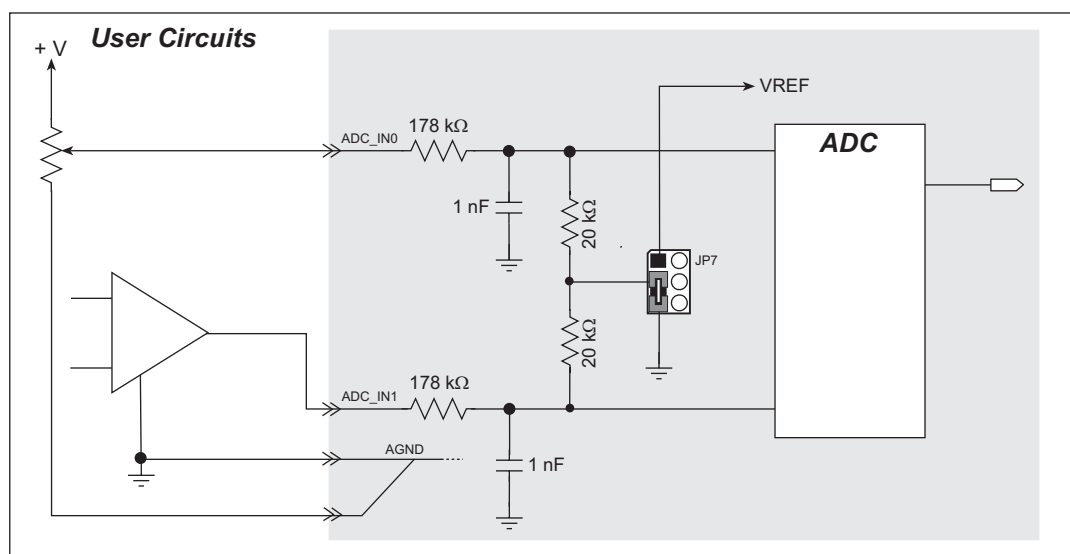 User Circuits
+ V
VREF
178 kΩ
ADC_IN0
ADC
1 nF
20 kΩ
JP7
20 kΩ
178 kΩ
ADC_IN1
AGND
1 nF